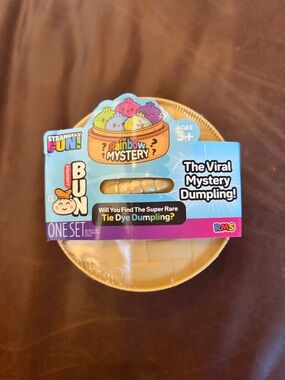 STRANGELY
FUN!
AGES
3+
Rainbow
? MYSTERY ?
BUN
The Viral
Mystery
Dumpling!
Will You Find The Super Rare
Tie Dye Dumpling?
ONE SET
RMS